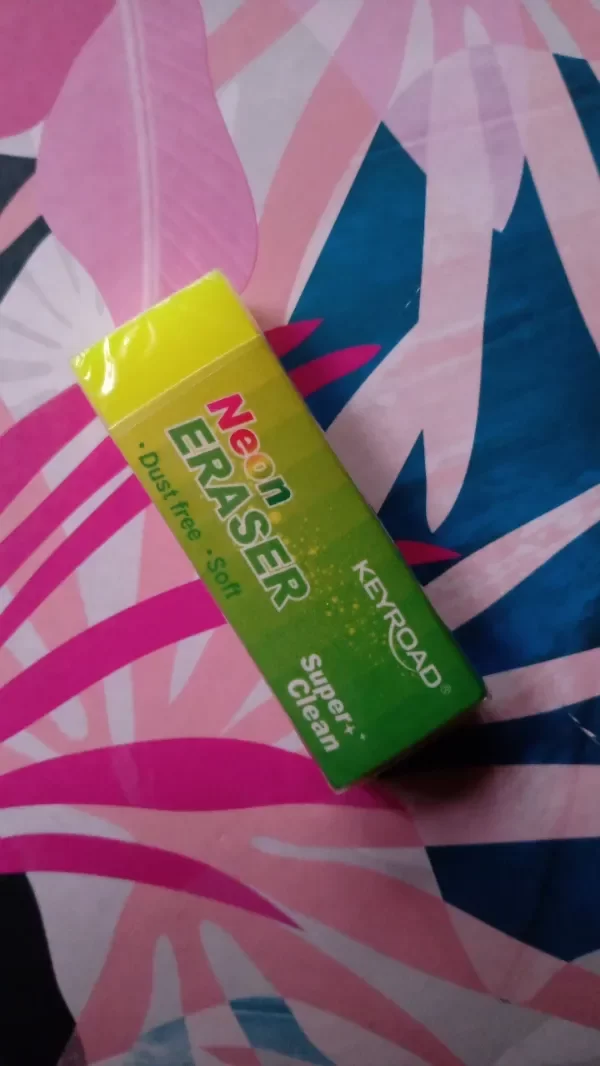 Neon
ERASER
· Dust free · Soft
KEYROAD®
Super+
Clean